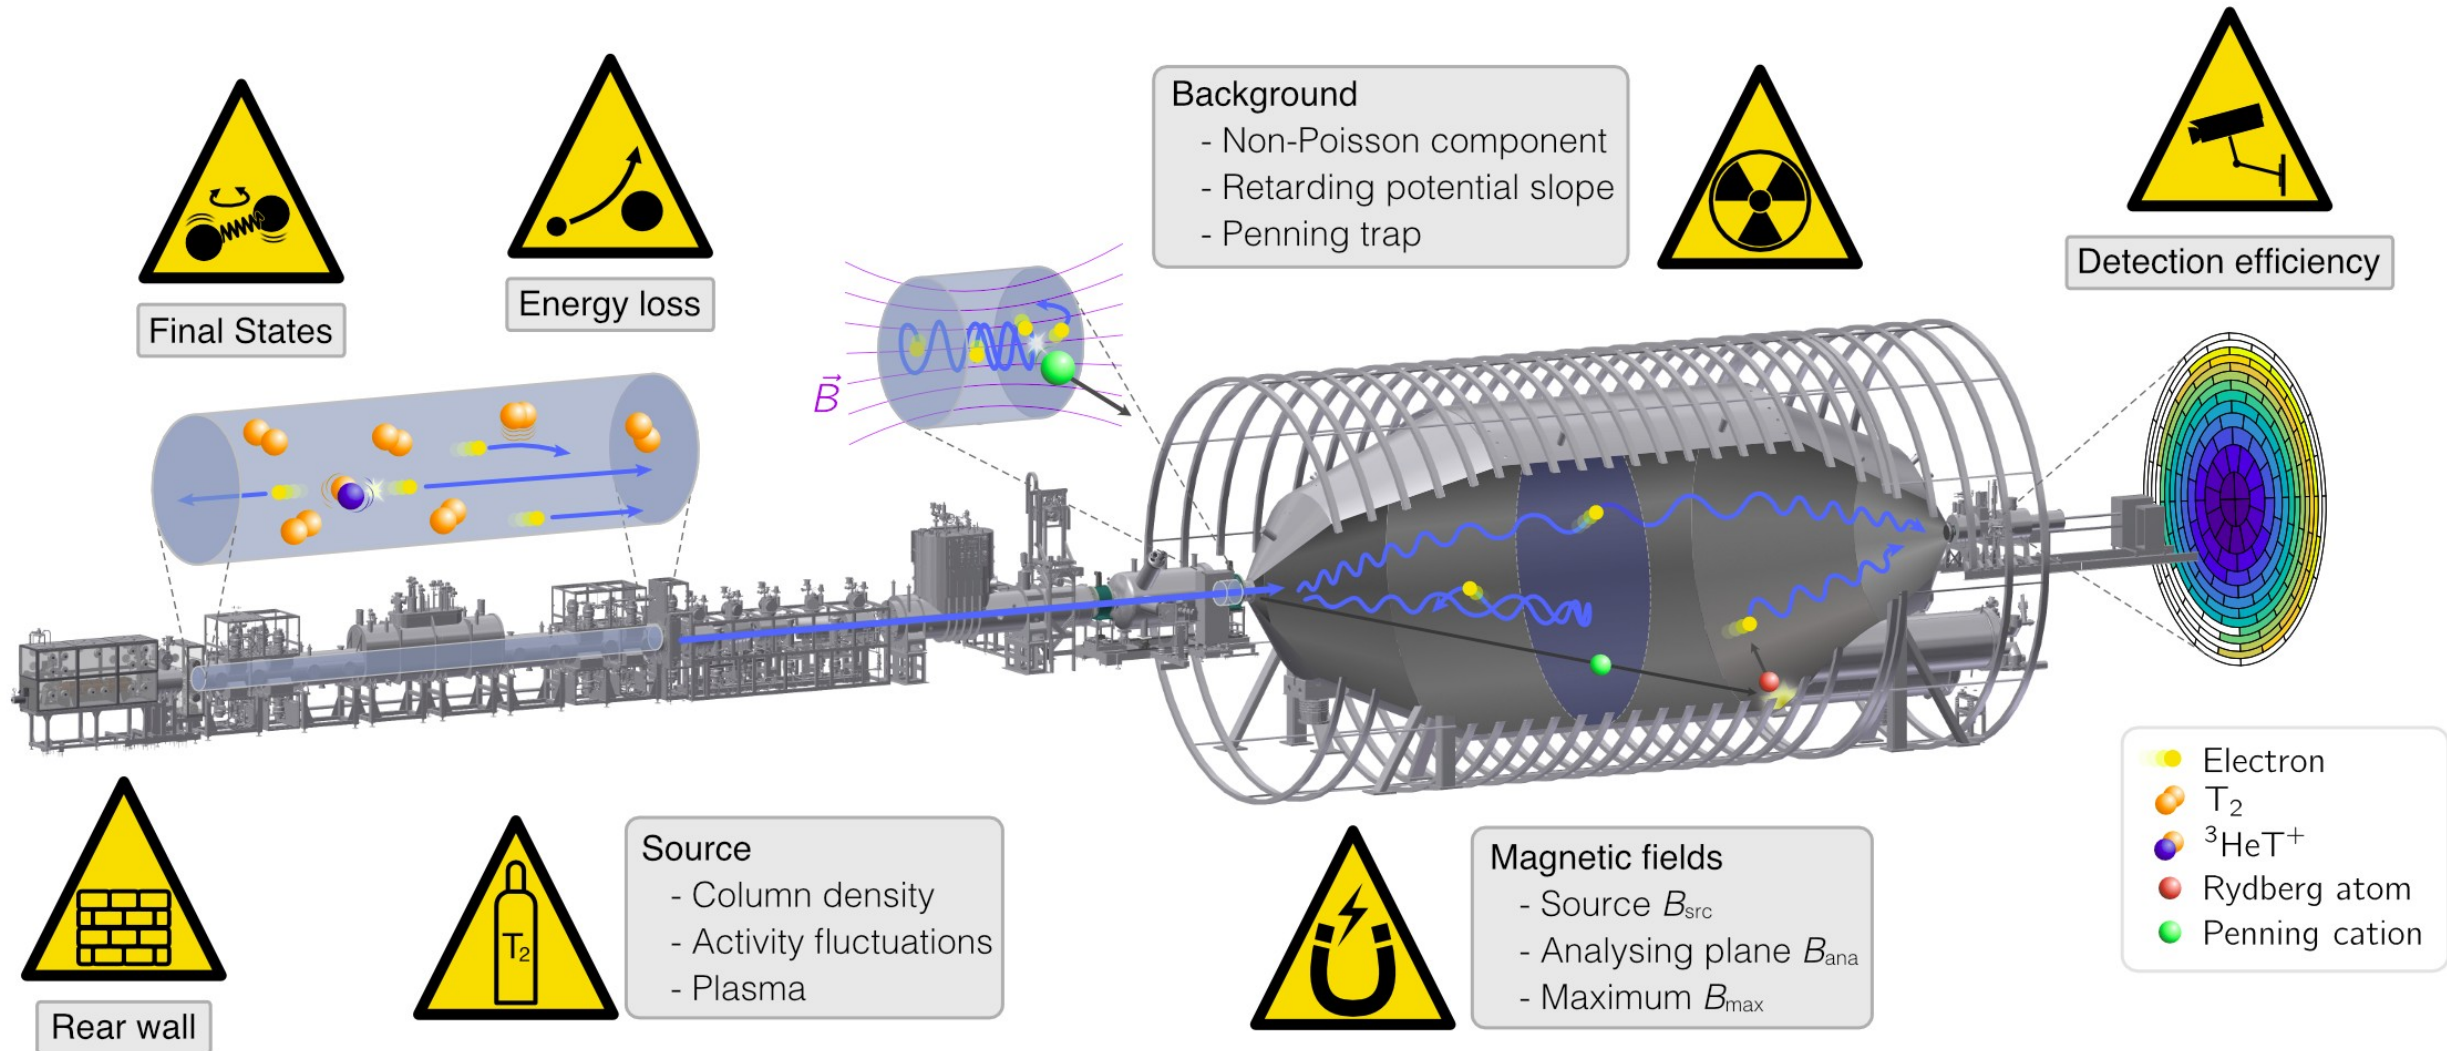 Background
- Non-Poisson component
- Retarding potential slope
- Penning trap
Detection efficiency
Energy loss
Final States
B⃗
Source
- Column density
- Activity fluctuations
- Plasma
T₂
Rear wall
Magnetic fields
- Source Bsrc
- Analysing plane Bana
- Maximum Bmax
Electron
T₂
³HeT⁺
Rydberg atom
Penning cation